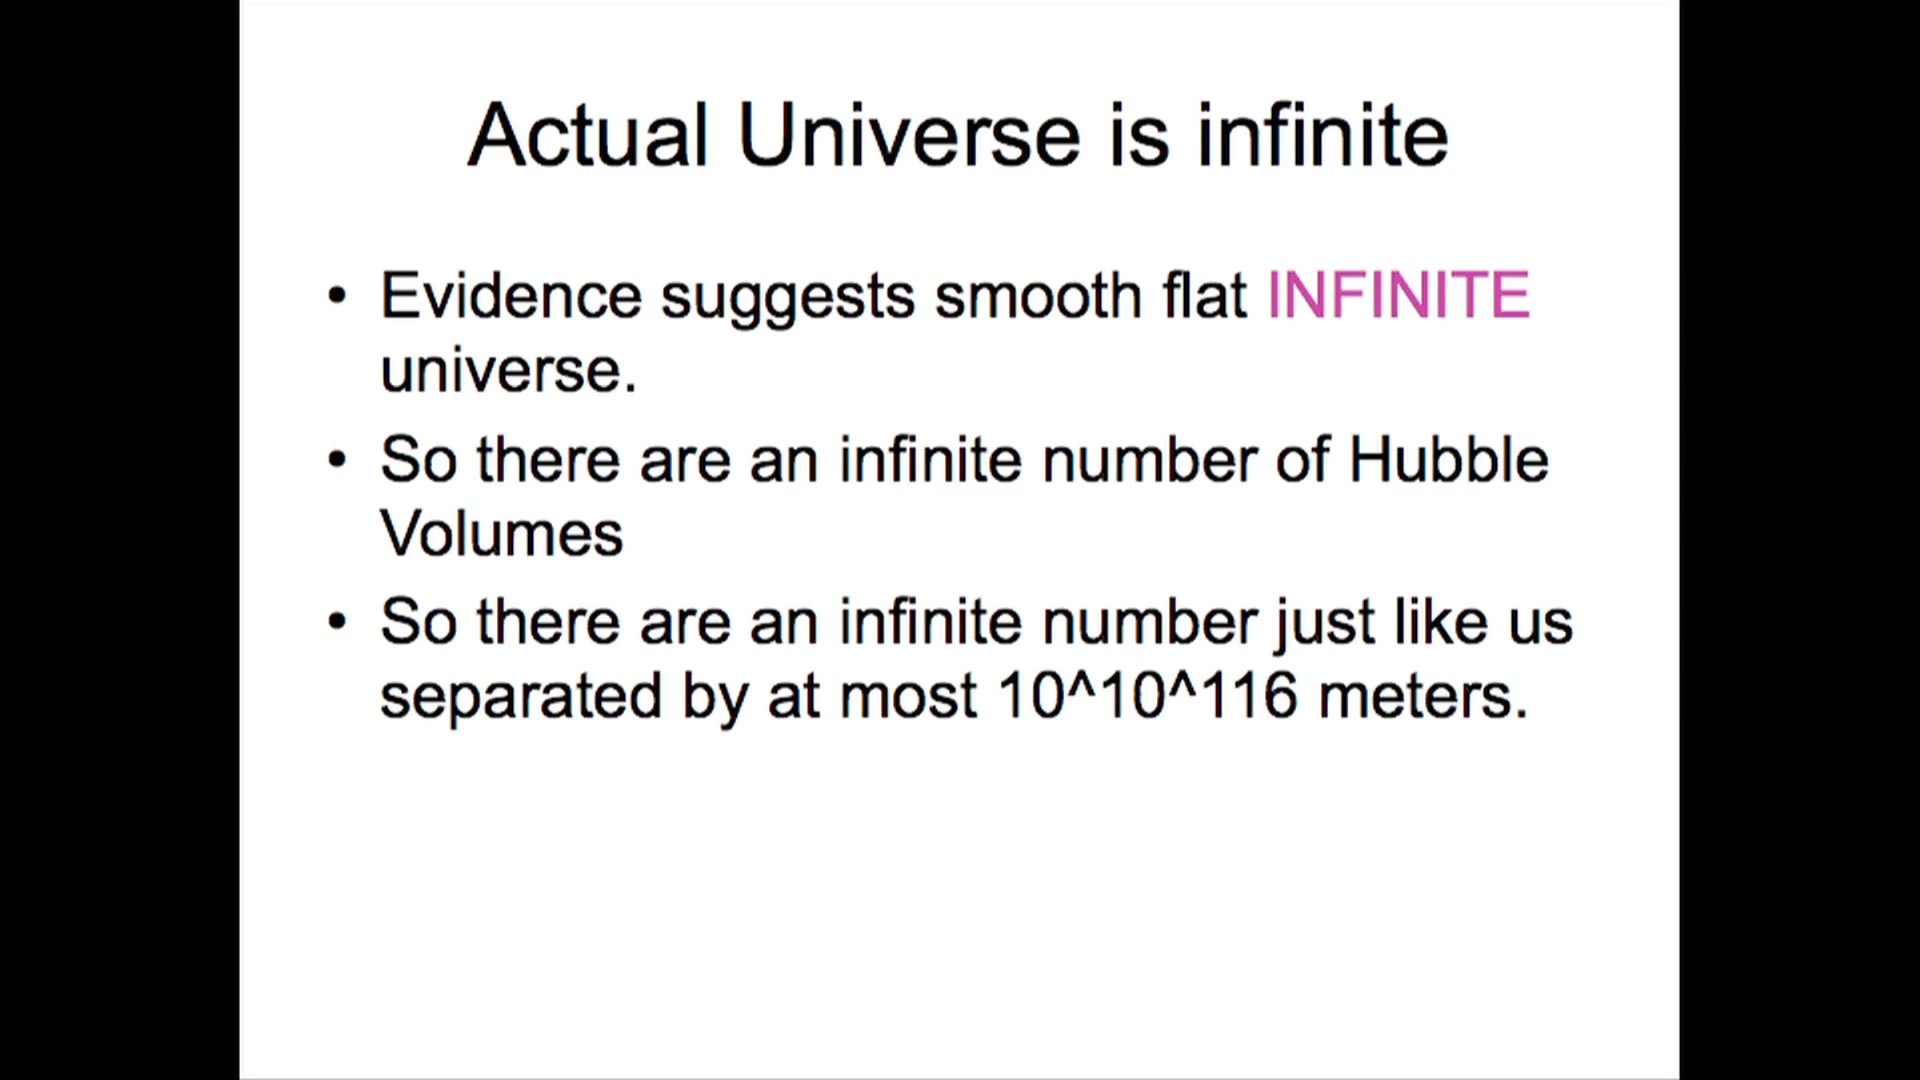 Actual Universe is infinite
• Evidence suggests smooth flat INFINITE
universe.
• So there are an infinite number of Hubble
Volumes
• So there are an infinite number just like us
separated by at most 10^10^116 meters.